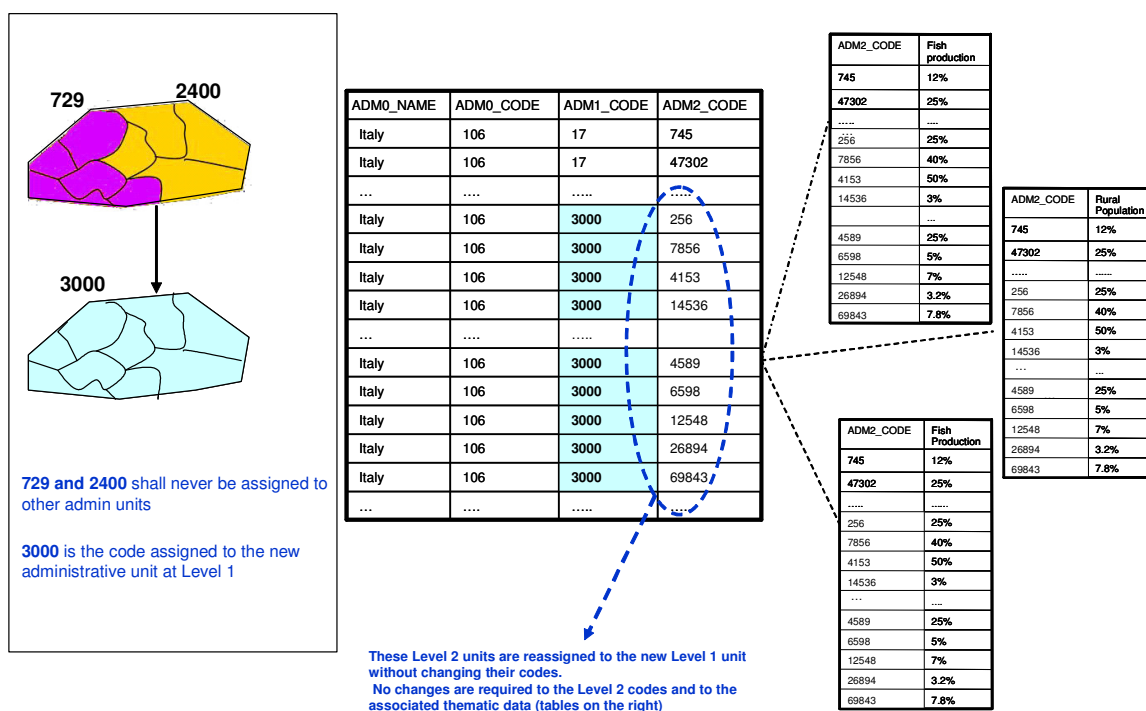 729
2400
3000
729 and 2400 shall never be assigned to
other admin units
3000 is the code assigned to the new
administrative unit at Level 1
ADM0_NAME ADM0_CODE ADM1_CODE ADM2_CODE
Italy 106 17 745
Italy 106 17 47302
... .... ..... .....
Italy 106 3000 256
Italy 106 3000 7856
Italy 106 3000 4153
Italy 106 3000 14536
... .... .....
Italy 106 3000 4589
Italy 106 3000 6598
Italy 106 3000 12548
Italy 106 3000 26894
Italy 106 3000 69843
... .... ..... .....
These Level 2 units are reassigned to the new Level 1 unit
without changing their codes.
No changes are required to the Level 2 codes and to the
associated thematic data (tables on the right)
ADM2_CODE Fish
production
745 12%
47302 25%
..... ....
...
256 25%
7856 40%
4153 50%
14536 3%
...
4589 25%
6598 5%
12548 7%
26894 3.2%
69843 7.8%
ADM2_CODE Rural
Population
745 12%
47302 25%
..... ......
256 25%
7856 40%
4153 50%
14536 3%
... ...
4589 25%
6598 5%
12548 7%
26894 3.2%
69843 7.8%
ADM2_CODE Fish
Production
745 12%
47302 25%
..... ......
256 25%
7856 40%
4153 50%
14536 3%
... ....
4589 25%
6598 5%
12548 7%
26894 3.2%
69843 7.8%